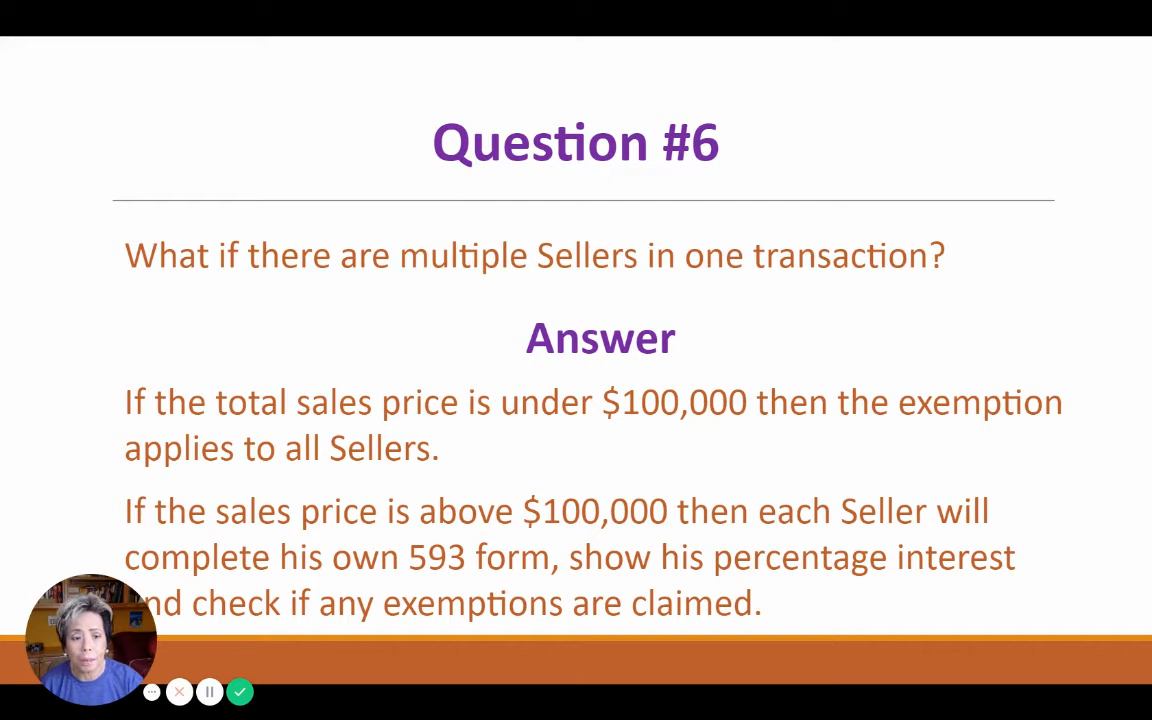 Question #6
What if there are multiple Sellers in one transaction?
Answer
If the total sales price is under $100,000 then the exemption
applies to all Sellers.
If the sales price is above $100,000 then each Seller will
complete his own 593 form, show his percentage interest
and check if any exemptions are claimed.